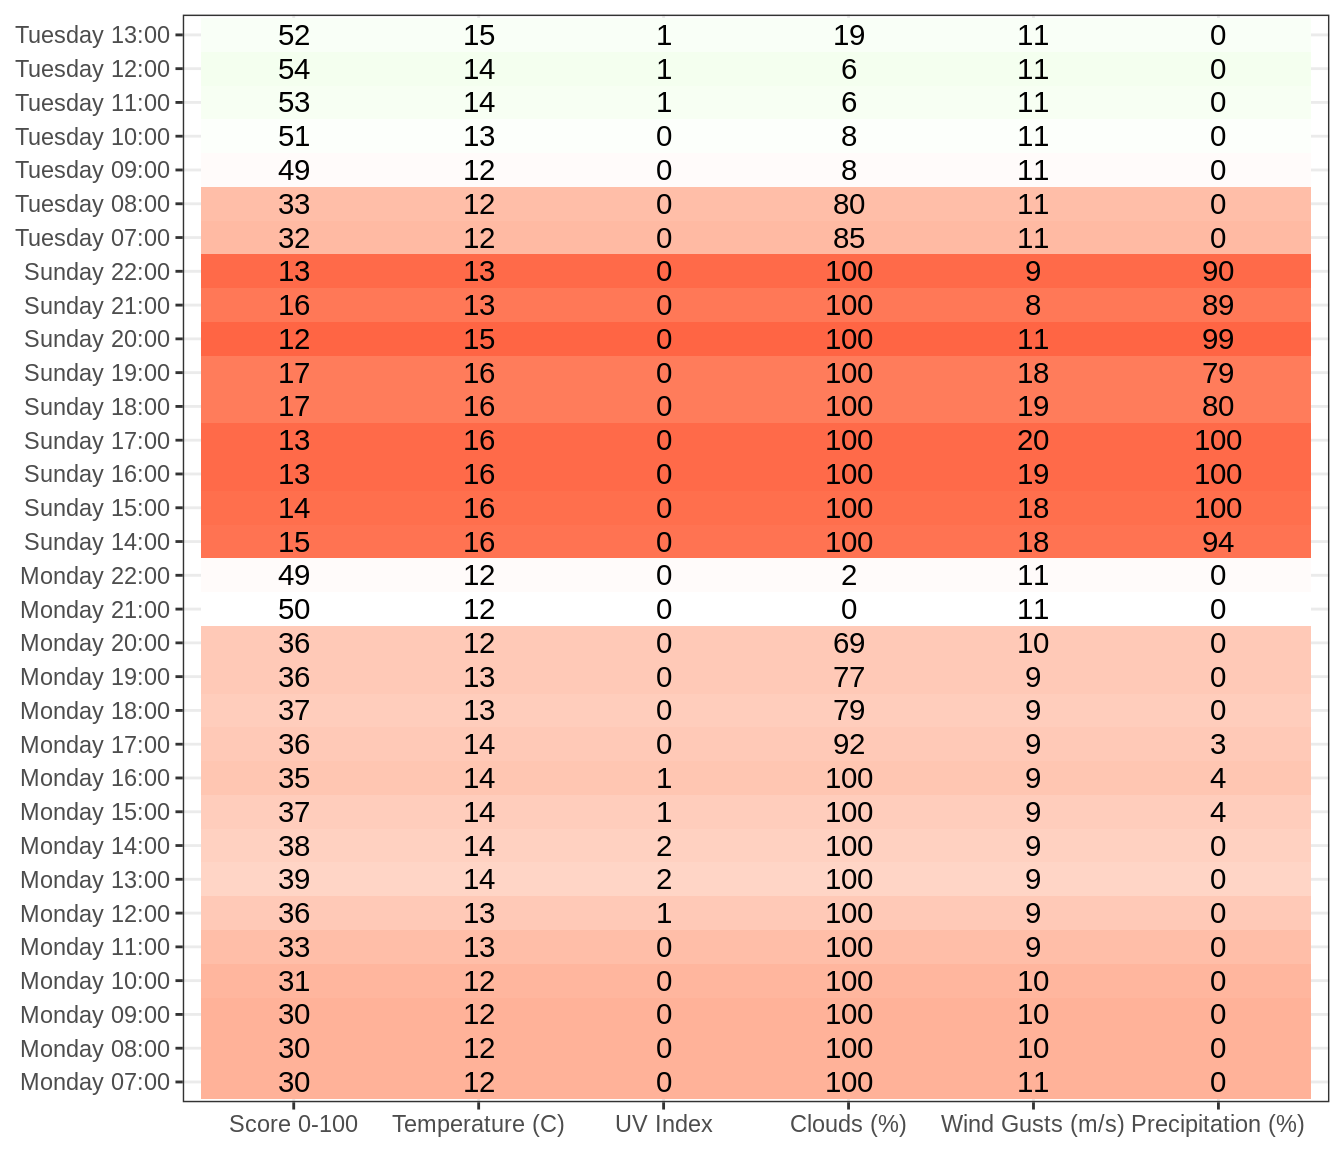 Tuesday 13:00 52 15 1 19 11 0
Tuesday 12:00 54 14 1 6 11 0
Tuesday 11:00 53 14 1 6 11 0
Tuesday 10:00 51 13 0 8 11 0
Tuesday 09:00 49 12 0 8 11 0
Tuesday 08:00 33 12 0 80 11 0
Tuesday 07:00 32 12 0 85 11 0
Sunday 22:00 13 13 0 100 9 90
Sunday 21:00 16 13 0 100 8 89
Sunday 20:00 12 15 0 100 11 99
Sunday 19:00 17 16 0 100 18 79
Sunday 18:00 17 16 0 100 19 80
Sunday 17:00 13 16 0 100 20 100
Sunday 16:00 13 16 0 100 19 100
Sunday 15:00 14 16 0 100 18 100
Sunday 14:00 15 16 0 100 18 94
Monday 22:00 49 12 0 2 11 0
Monday 21:00 50 12 0 0 11 0
Monday 20:00 36 12 0 69 10 0
Monday 19:00 36 13 0 77 9 0
Monday 18:00 37 13 0 79 9 0
Monday 17:00 36 14 0 92 9 3
Monday 16:00 35 14 1 100 9 4
Monday 15:00 37 14 1 100 9 4
Monday 14:00 38 14 2 100 9 0
Monday 13:00 39 14 2 100 9 0
Monday 12:00 36 13 1 100 9 0
Monday 11:00 33 13 0 100 9 0
Monday 10:00 31 12 0 100 10 0
Monday 09:00 30 12 0 100 10 0
Monday 08:00 30 12 0 100 10 0
Monday 07:00 30 12 0 100 11 0
Score 0-100 Temperature (C) UV Index Clouds (%) Wind Gusts (m/s) Precipitation (%)